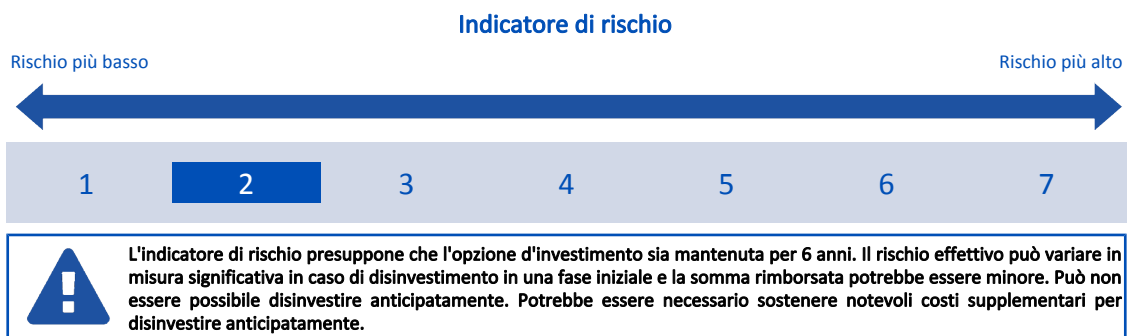 Indicatore di rischio
Rischio più basso
Rischio più alto
1 2 3 4 5 6 7
L'indicatore di rischio presuppone che l'opzione d'investimento sia mantenuta per 6 anni. Il rischio effettivo può variare in
misura significativa in caso di disinvestimento in una fase iniziale e la somma rimborsata potrebbe essere minore. Può non
essere possibile disinvestire anticipatamente. Potrebbe essere necessario sostenere notevoli costi supplementari per
disinvestire anticipatamente.